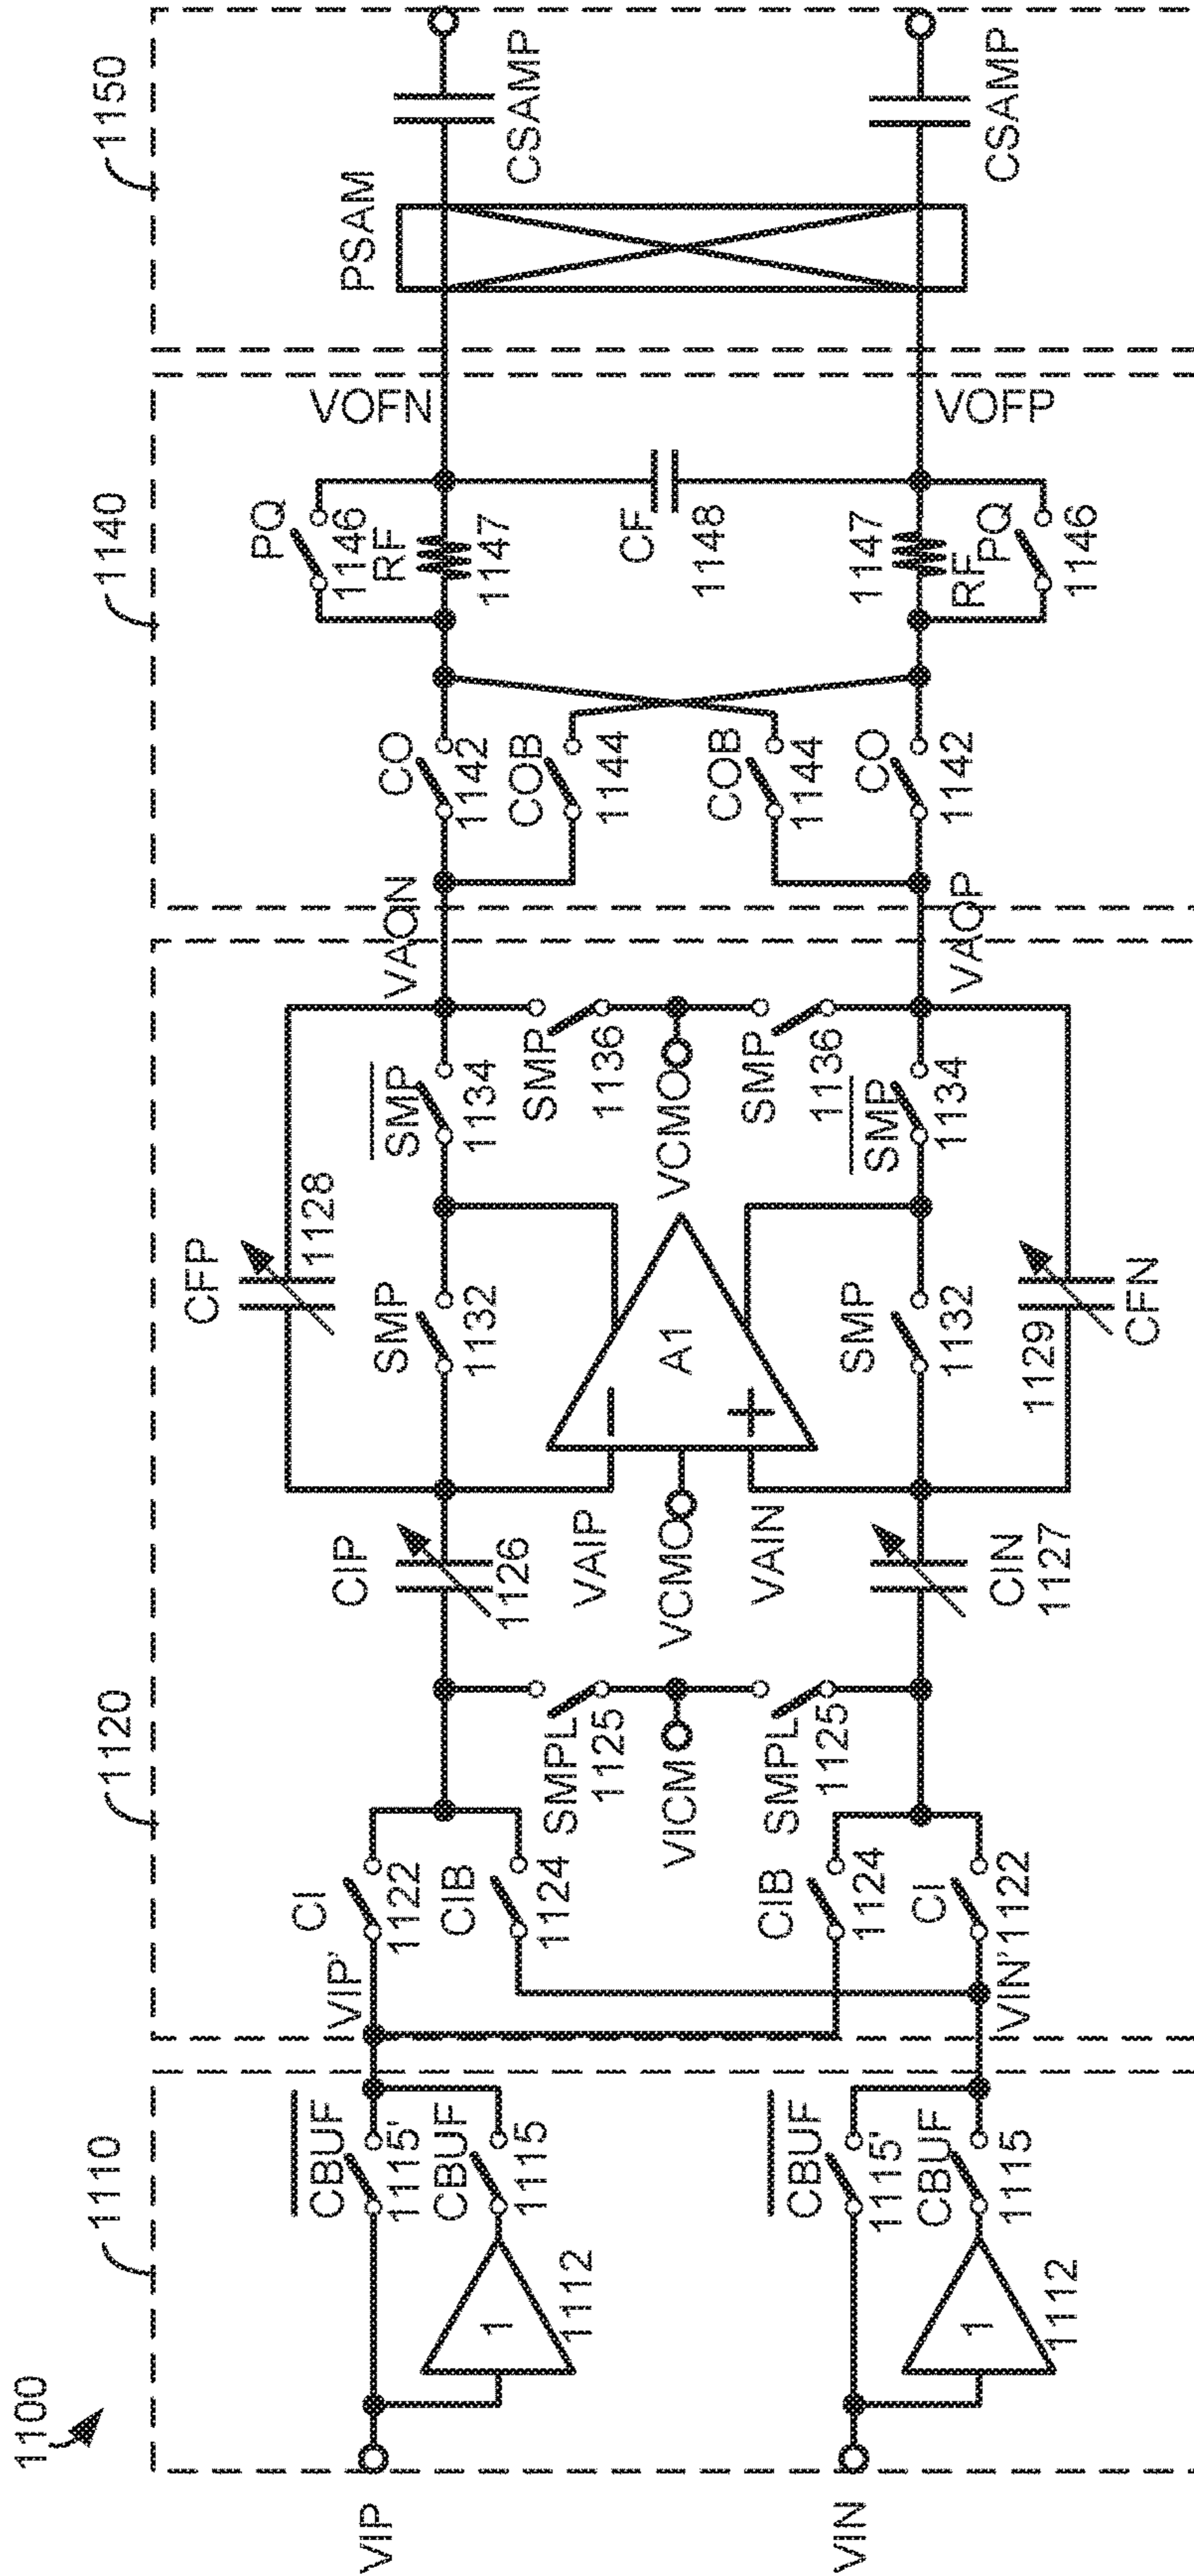 1100
1110
1120
1140
1150
VIP
VIN
CBUF
1115'
CBUF
1115
1
1112
CBUF
1115'
CBUF
1115
1
1112
VIP'
CI
1122
CIB
1124
CIB
1124
CI
1122
VIN'
SMPL
1125
VICM
SMPL
1125
CIP
1126
VAIP
VCMO
VAIN
CIN
1127
CFP
1128
SMP
1132
A1
SMP
1132
1129
CFN
SMP
1134
SMP
1136
VCMO
SMP
1136
SMP
1134
VAON
VAOP
CO
1142
COB
1144
COB
1144
CO
1142
PQ
1146
RF
1147
CF
1148
1147
RF
PQ
1146
VOFN
VOFP
PSAM
CSAMP
CSAMP